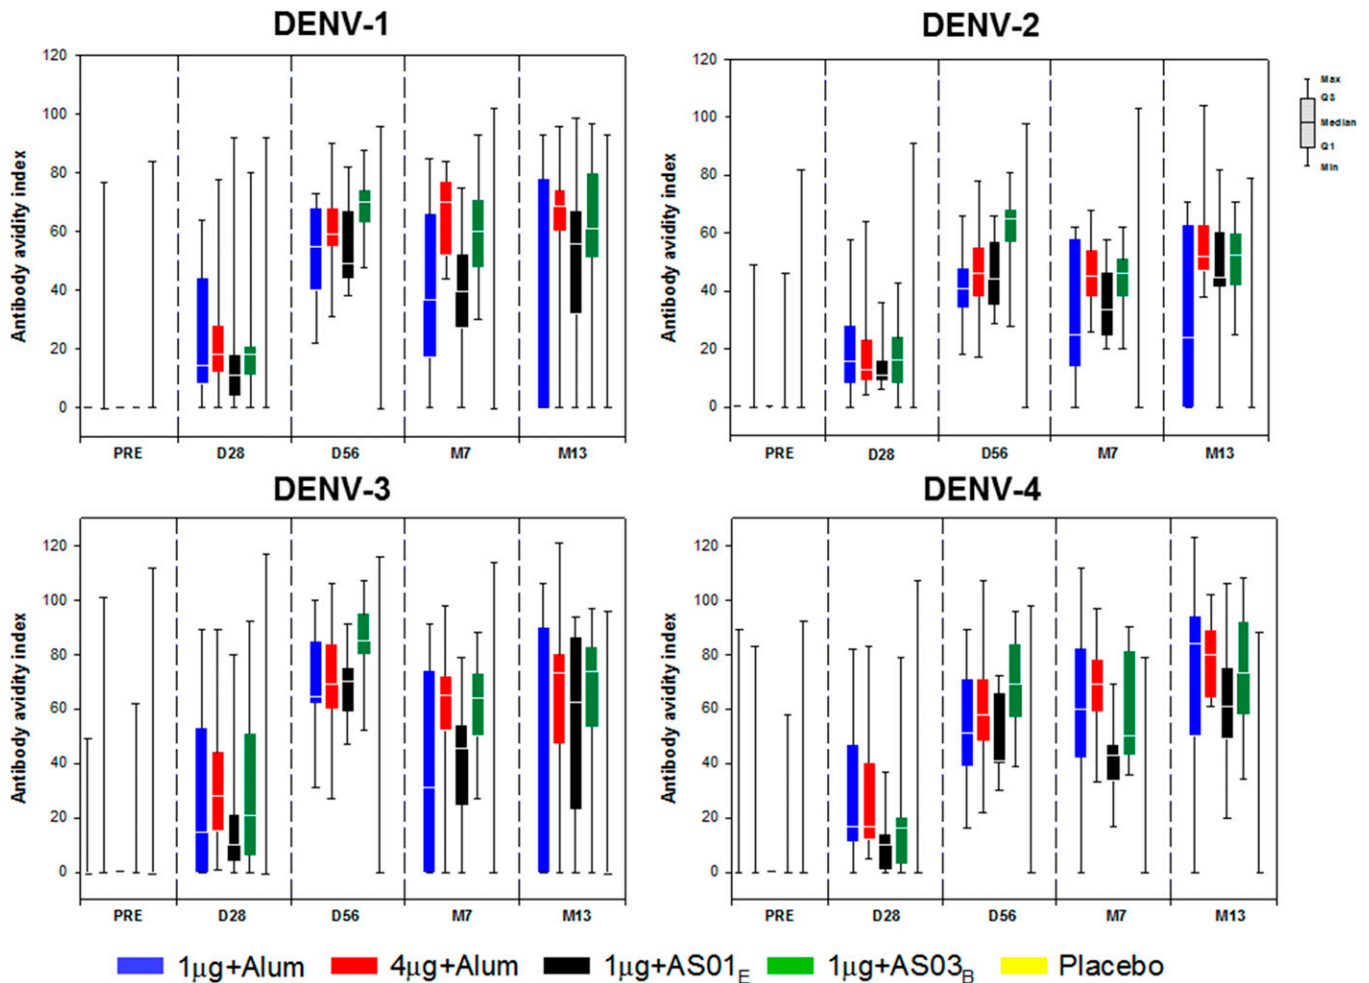 DENV-1
Antibody avidity index
120
100
80
60
40
20
0
PRE D28 D56 M7 M13
DENV-2
Antibody avidity index
120
100
80
60
40
20
0
PRE D28 D56 M7 M13
Max
Q3
Median
Q1
Min
DENV-3
Antibody avidity index
120
100
80
60
40
20
0
PRE D28 D56 M7 M13
DENV-4
Antibody avidity index
120
100
80
60
40
20
0
PRE D28 D56 M7 M13
1µg+Alum 4µg+Alum 1µg+AS01E 1µg+AS03B Placebo